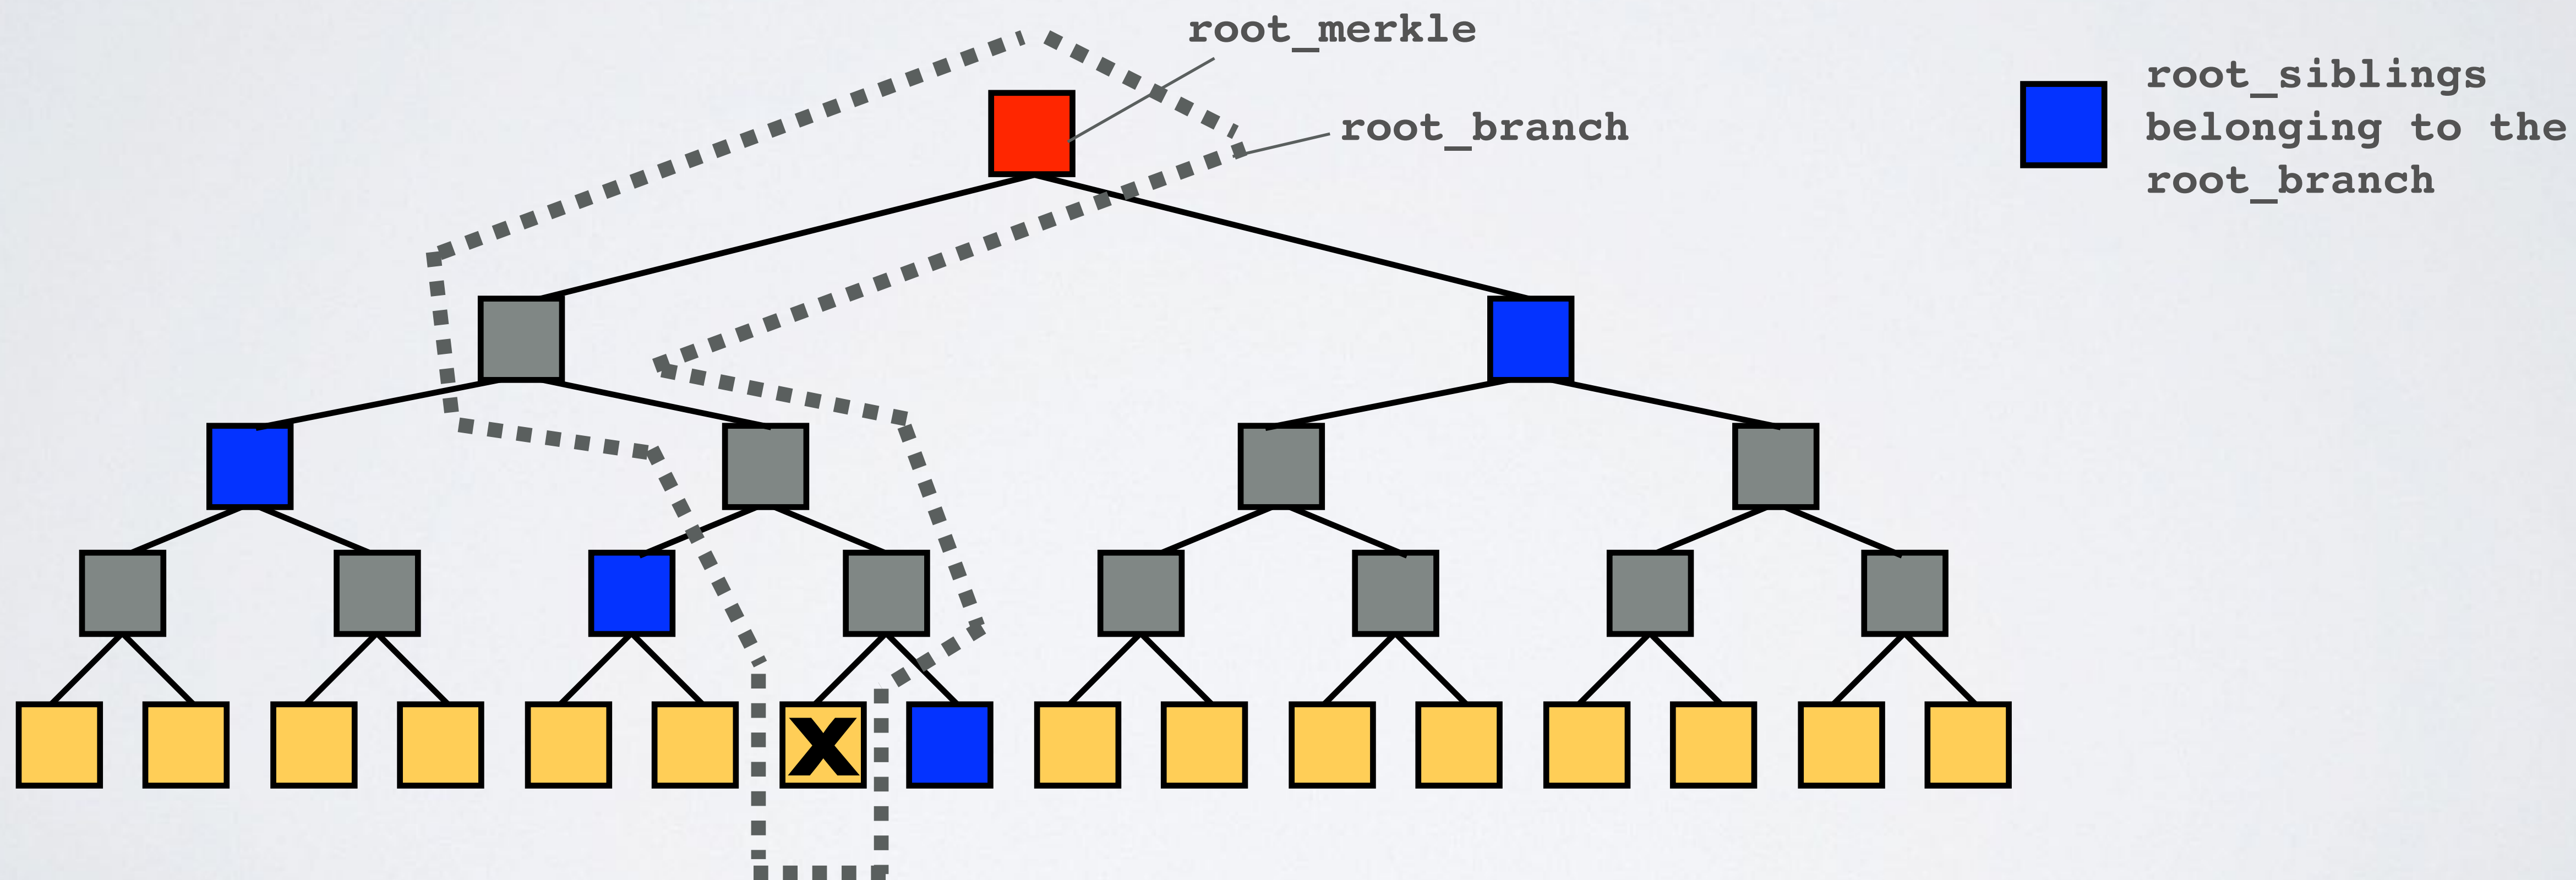 root_merkle
root_branch
root_siblings
belonging to the
root_branch
X